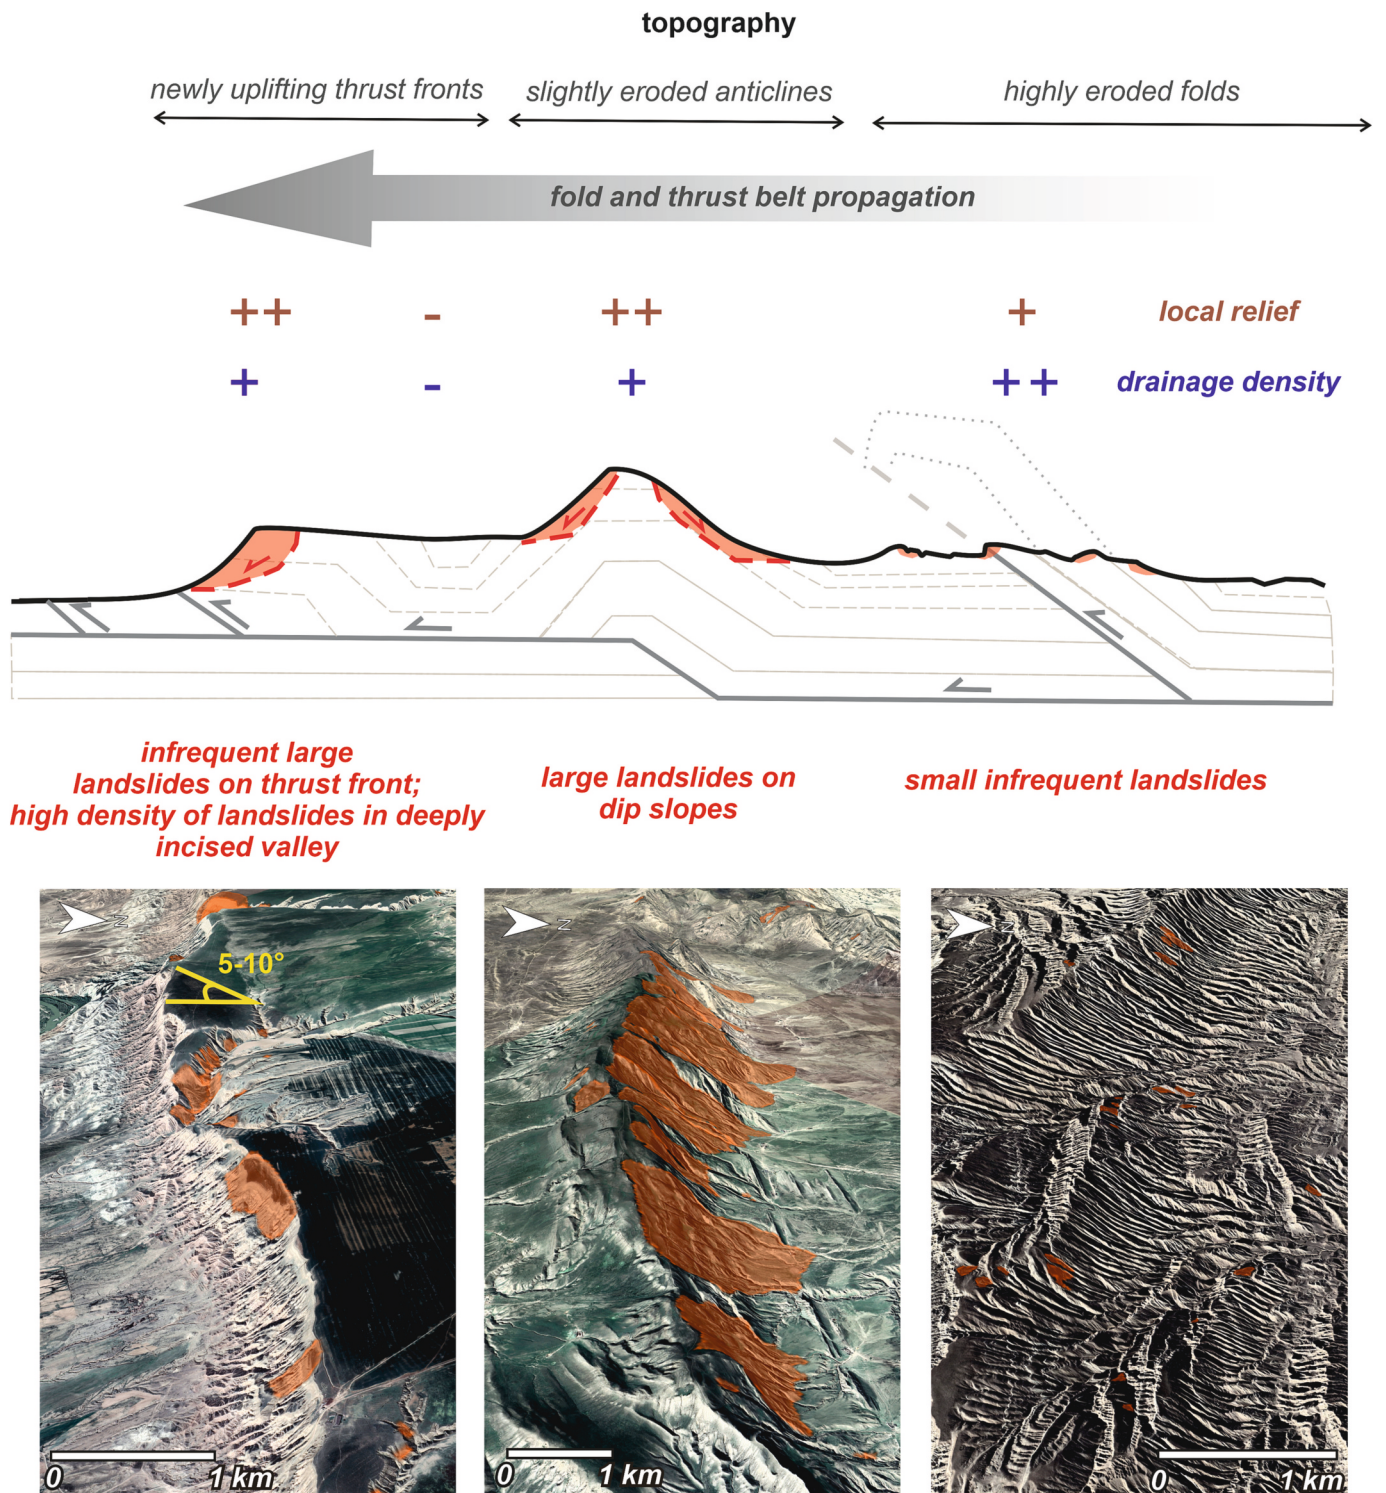 topography
newly uplifting thrust fronts
slightly eroded anticlines
highly eroded folds
fold and thrust belt propagation
++ - ++ + local relief
+ - + ++ drainage density
infrequent large
landslides on thrust front;
high density of landslides in deeply
incised valley
large landslides on
dip slopes
small infrequent landslides
N
5-10°
0 1 km
N
0 1 km
0 1 km